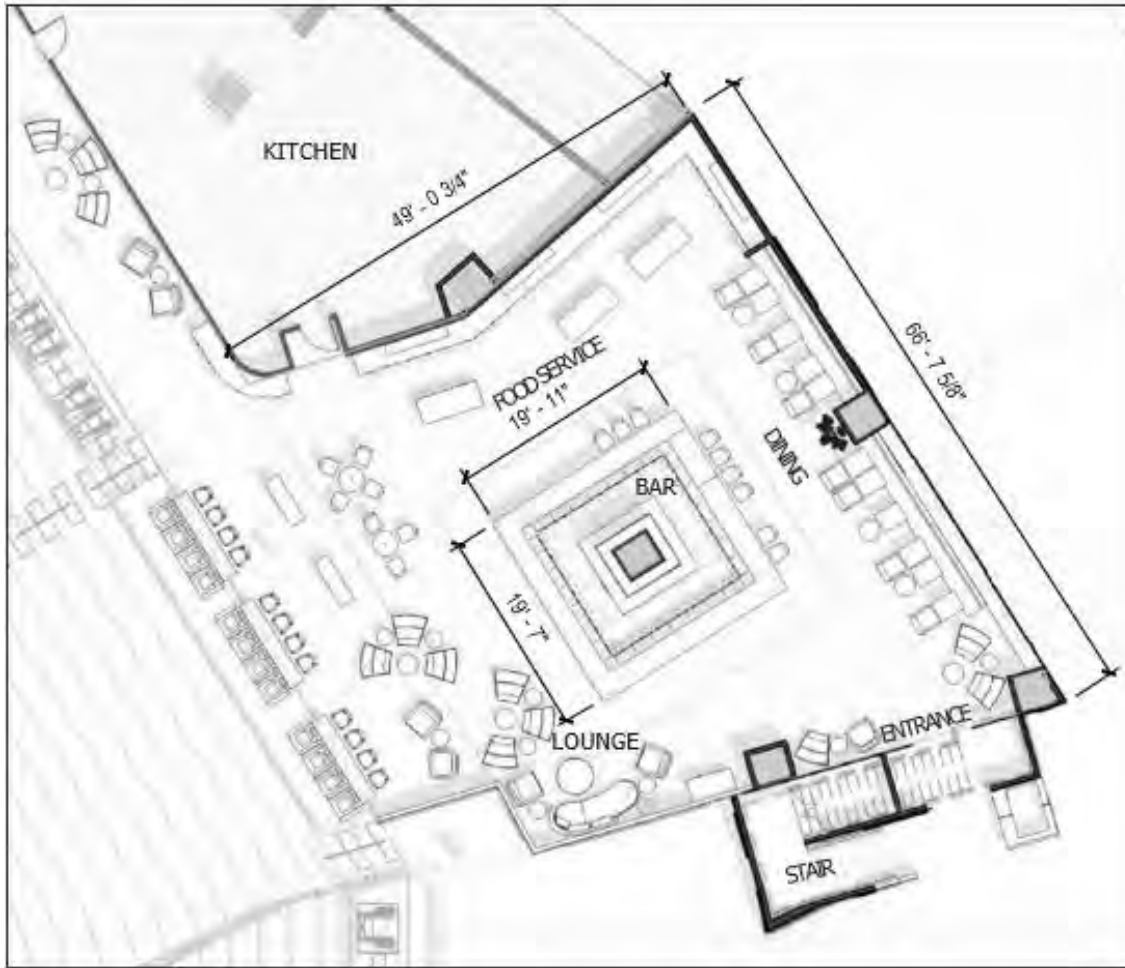 KITCHEN
49' - 0 3/4"
66' - 7 5/8"
FOOD SERVICE
19' - 11"
DINING
BAR
19' - 7"
ENTRANCE
LOUNGE
STAIR